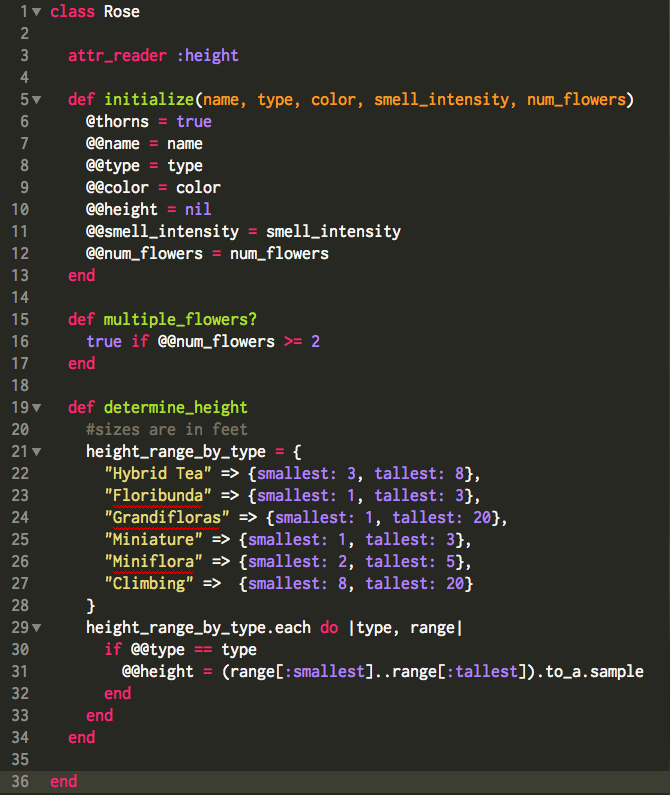 1 class Rose
2
3   attr_reader :height
4
5   def initialize(name, type, color, smell_intensity, num_flowers)
6     @thorns = true
7     @@name = name
8     @@type = type
9     @@color = color
10     @@height = nil
11     @@smell_intensity = smell_intensity
12     @@num_flowers = num_flowers
13   end
14
15   def multiple_flowers?
16     true if @@num_flowers >= 2
17   end
18
19   def determine_height
20     #sizes are in feet
21     height_range_by_type = {
22       "Hybrid Tea" => {smallest: 3, tallest: 8},
23       "Floribunda" => {smallest: 1, tallest: 3},
24       "Grandifloras" => {smallest: 1, tallest: 20},
25       "Miniature" => {smallest: 1, tallest: 3},
26       "Miniflora" => {smallest: 2, tallest: 5},
27       "Climbing" =>  {smallest: 8, tallest: 20}
28     }
29     height_range_by_type.each do |type, range|
30       if @@type == type
31         @@height = (range[:smallest]..range[:tallest]).to_a.sample
32       end
33     end
34   end
35
36 end